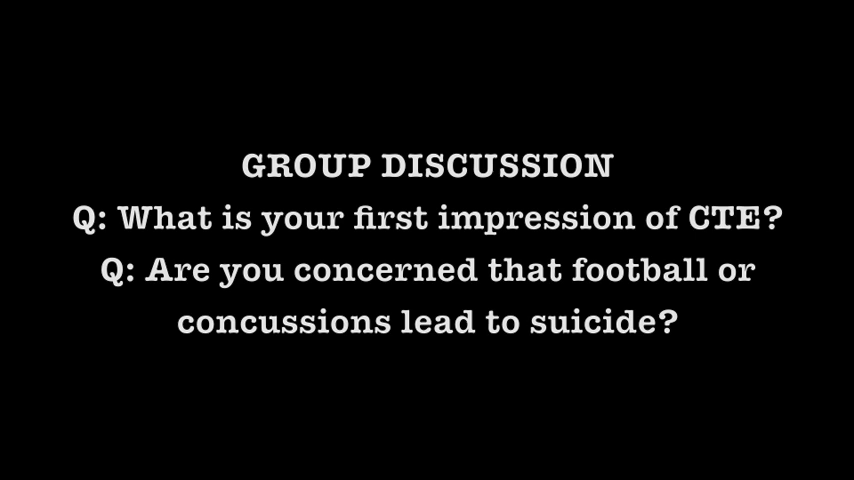 GROUP DISCUSSION
Q: What is your first impression of CTE?
Q: Are you concerned that football or
concussions lead to suicide?